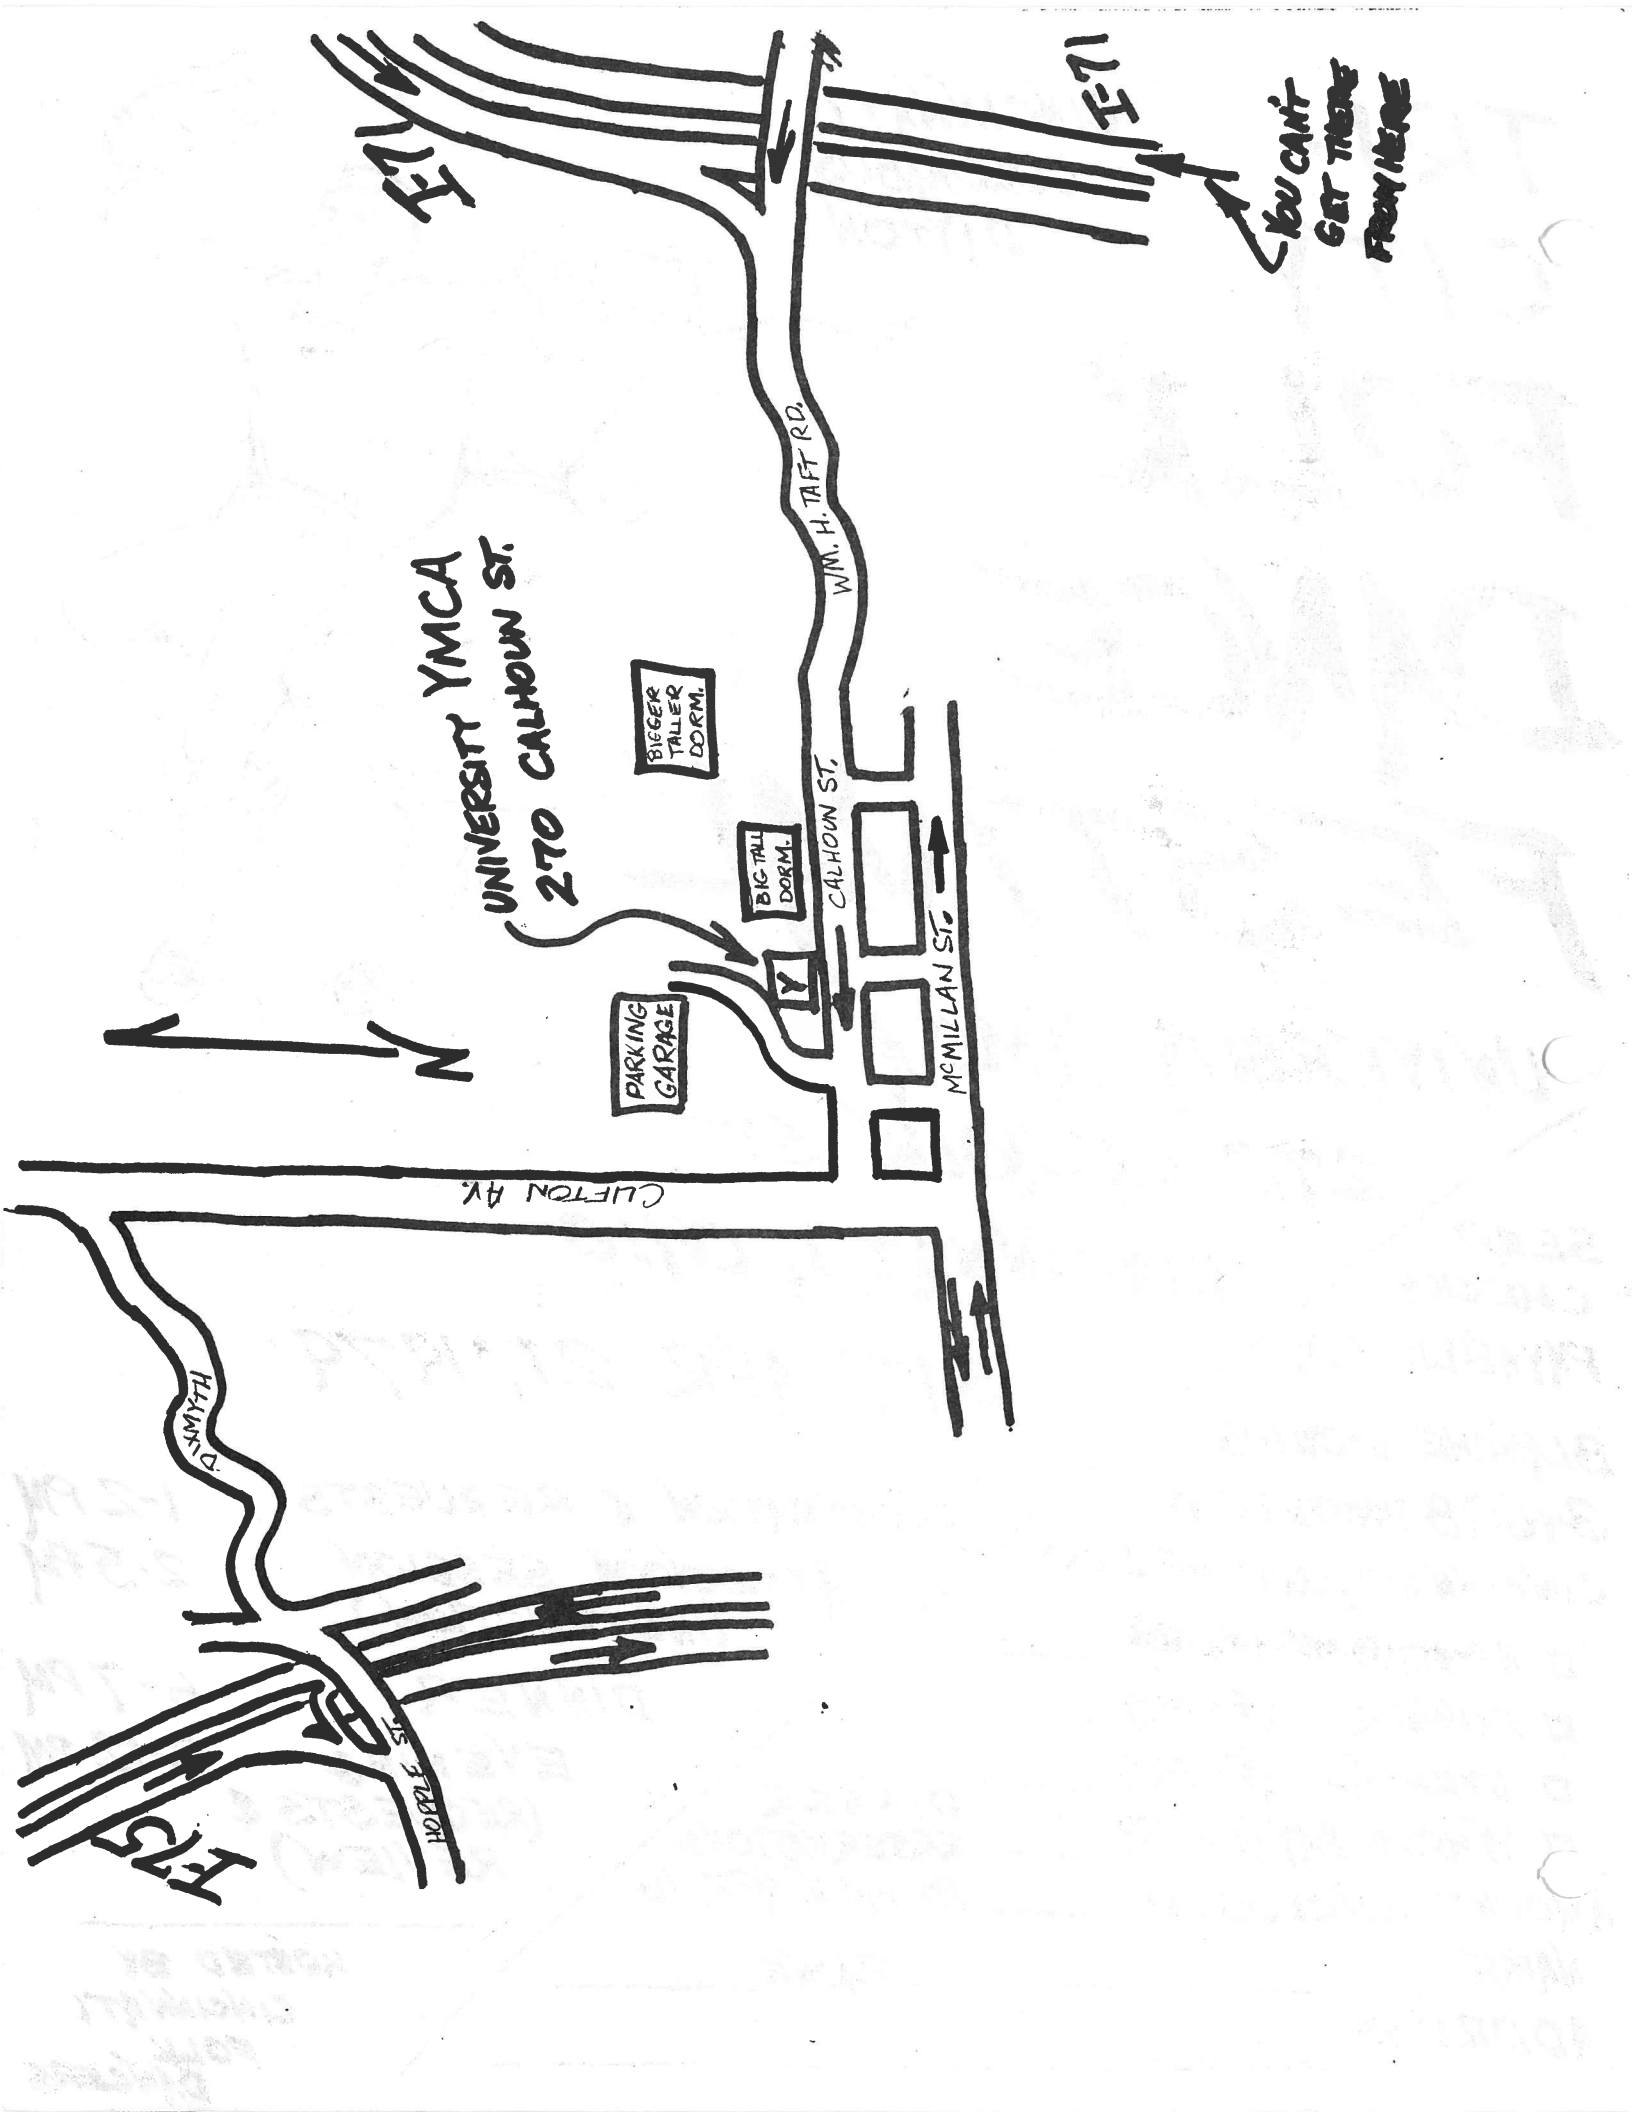 I-71
I-71
YOU CAN'T
GET THERE
FROM HERE
WM. H. TAFT RD.
UNIVERSITY YMCA
270 CALHOUN ST.
BIGGER
TALLER
DORM.
BIG TALL
DORM.
CALHOUN ST.
Y
PARKING
GARAGE
McMILLAN ST.
N
CLIFTON AV.
DIXMYTH
HOPPLE ST.
I-75